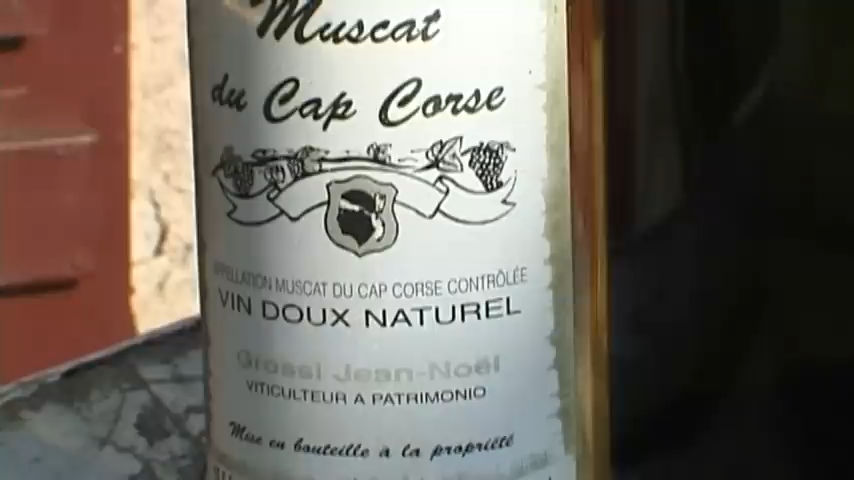 Muscat
du Cap Corse
APPELLATION MUSCAT DU CAP CORSE CONTRÔLÉE
VIN DOUX NATUREL
Grossi Jean-Noël
VITICULTEUR A PATRIMONIO
Mise en bouteille à la propriété